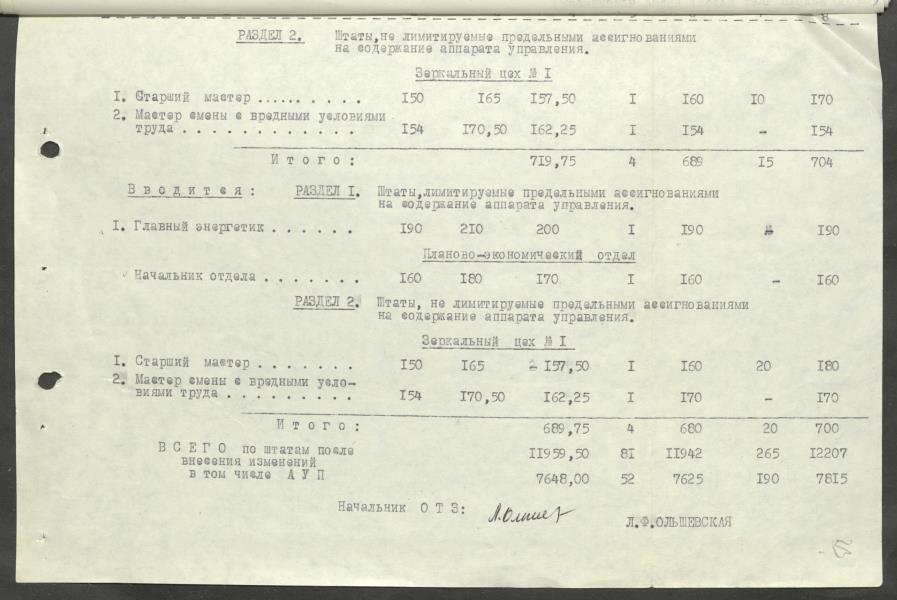 8
РАЗДЕЛ 2. Штаты,не лимитируемые предельными ассигнованиями
на содержание аппарата управления.
Зеркальный цех № I
I. Старший мастер ..... . . . . . I50 I65 I57,50 I I60 I0 I70
2. Мастер смены с вредными условиями
труда . . . . . . . . . . . . . I54 I70,50 I62,25 I I54 - I54
Итого: 719,75 4 689 I5 704
Вводится: РАЗДЕЛ I. Штаты,лимитируемые предельными ассигнованиями
на содержание аппарата управления.
I. Главный энергетик . . . . . . I90 2I0 200 I I90 - I90
Планово-экономический отдел
Начальник отдела . . . . . . . I60 I80 I70 I I60 - I60
РАЗДЕЛ 2. Штаты, не лимитируемые предельными ассигнованиями
на содержание аппарата управления.
Зеркальный цех № I
I. Старший мастер . . . . . . . I50 I65 I57,50 I I60 20 I80
2. Мастер смены с вредными усло-
виями труда . . . . . . . . . . I54 I70,50 I62,25 I I70 - I70
Итого: 689,75 4 680 20 700
ВСЕГО по штатам после
внесения изменений II959,50 8I II942 265 I2207
в том числе АУП 7648,00 52 7625 I90 78I5
Начальник ОТЗ:
Л.Ф.ОЛЬШЕВСКАЯ